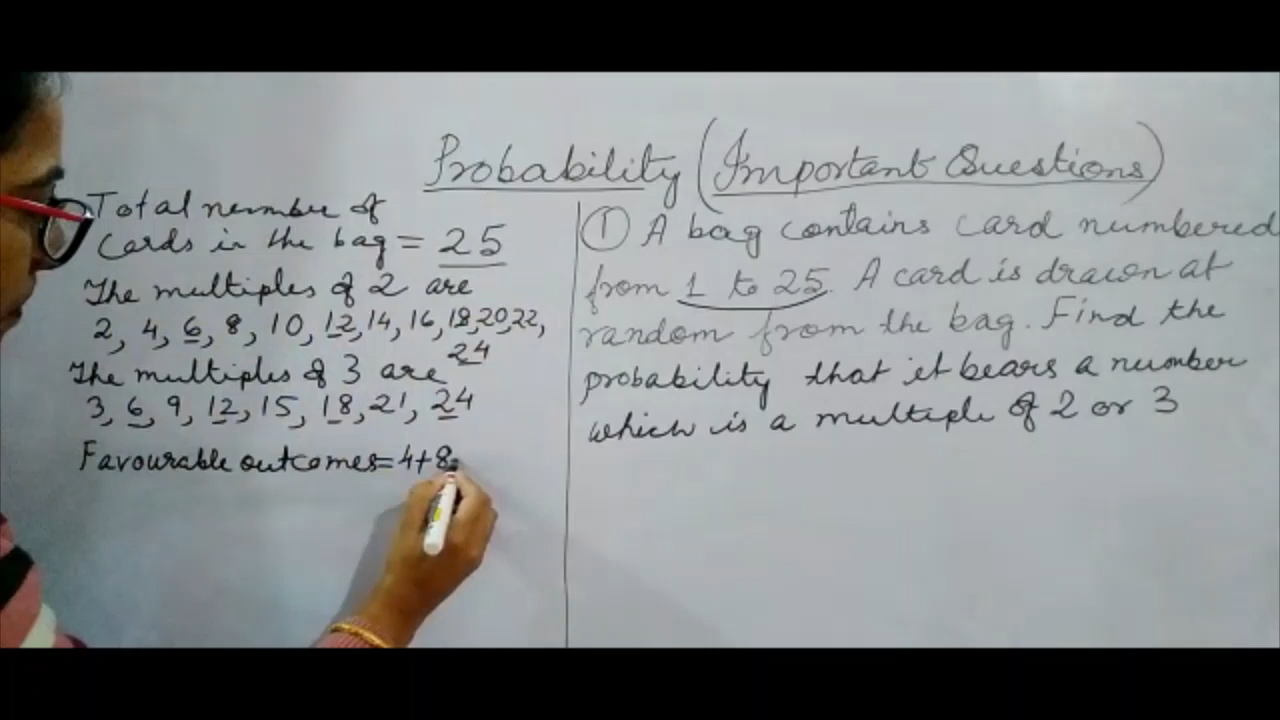 Probability (Important Questions)
Total number of
cards in the bag = 25
The multiples of 2 are
2, 4, 6, 8, 10, 12, 14, 16, 18, 20, 22,
24
The multiples of 3 are
3, 6, 9, 12, 15, 18, 21, 24
Favourable outcomes = 4 + 8
① A bag contains card numbered
from 1 to 25. A card is drawn at
random from the bag. Find the
probability that it bears a number
which is a multiple of 2 or 3